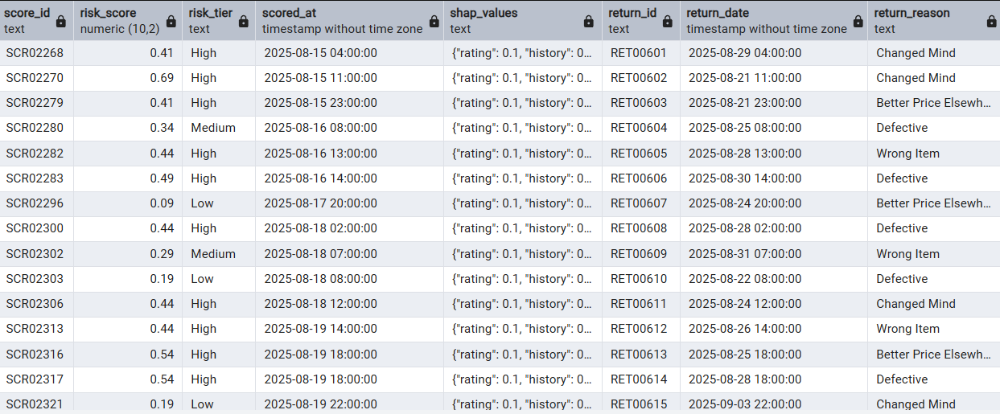 score_id risk_score risk_tier scored_at shap_values return_id return_date return_reason
text numeric (10,2) text timestamp without time zone text text timestamp without time zone text
SCR02268 0.41 High 2025-08-15 04:00:00 {"rating": 0.1, "history": 0... RET00601 2025-08-29 04:00:00 Changed Mind
SCR02270 0.69 High 2025-08-15 11:00:00 {"rating": 0.1, "history": 0... RET00602 2025-08-21 11:00:00 Changed Mind
SCR02279 0.41 High 2025-08-15 23:00:00 {"rating": 0.1, "history": 0... RET00603 2025-08-21 23:00:00 Better Price Elsewh...
SCR02280 0.34 Medium 2025-08-16 08:00:00 {"rating": 0.1, "history": 0... RET00604 2025-08-25 08:00:00 Defective
SCR02282 0.44 High 2025-08-16 13:00:00 {"rating": 0.1, "history": 0... RET00605 2025-08-28 13:00:00 Wrong Item
SCR02283 0.49 High 2025-08-16 14:00:00 {"rating": 0.1, "history": 0... RET00606 2025-08-30 14:00:00 Defective
SCR02296 0.09 Low 2025-08-17 20:00:00 {"rating": 0.1, "history": 0... RET00607 2025-08-24 20:00:00 Better Price Elsewh...
SCR02300 0.44 High 2025-08-18 02:00:00 {"rating": 0.1, "history": 0... RET00608 2025-08-28 02:00:00 Defective
SCR02302 0.29 Medium 2025-08-18 07:00:00 {"rating": 0.1, "history": 0... RET00609 2025-08-31 07:00:00 Wrong Item
SCR02303 0.19 Low 2025-08-18 08:00:00 {"rating": 0.1, "history": 0... RET00610 2025-08-22 08:00:00 Defective
SCR02306 0.44 High 2025-08-18 12:00:00 {"rating": 0.1, "history": 0... RET00611 2025-08-24 12:00:00 Changed Mind
SCR02313 0.44 High 2025-08-19 14:00:00 {"rating": 0.1, "history": 0... RET00612 2025-08-26 14:00:00 Wrong Item
SCR02316 0.54 High 2025-08-19 18:00:00 {"rating": 0.1, "history": 0... RET00613 2025-08-25 18:00:00 Better Price Elsewh...
SCR02317 0.54 High 2025-08-19 18:00:00 {"rating": 0.1, "history": 0... RET00614 2025-08-28 18:00:00 Defective
SCR02321 0.19 Low 2025-08-19 22:00:00 {"rating": 0.1, "history": 0... RET00615 2025-09-03 22:00:00 Changed Mind